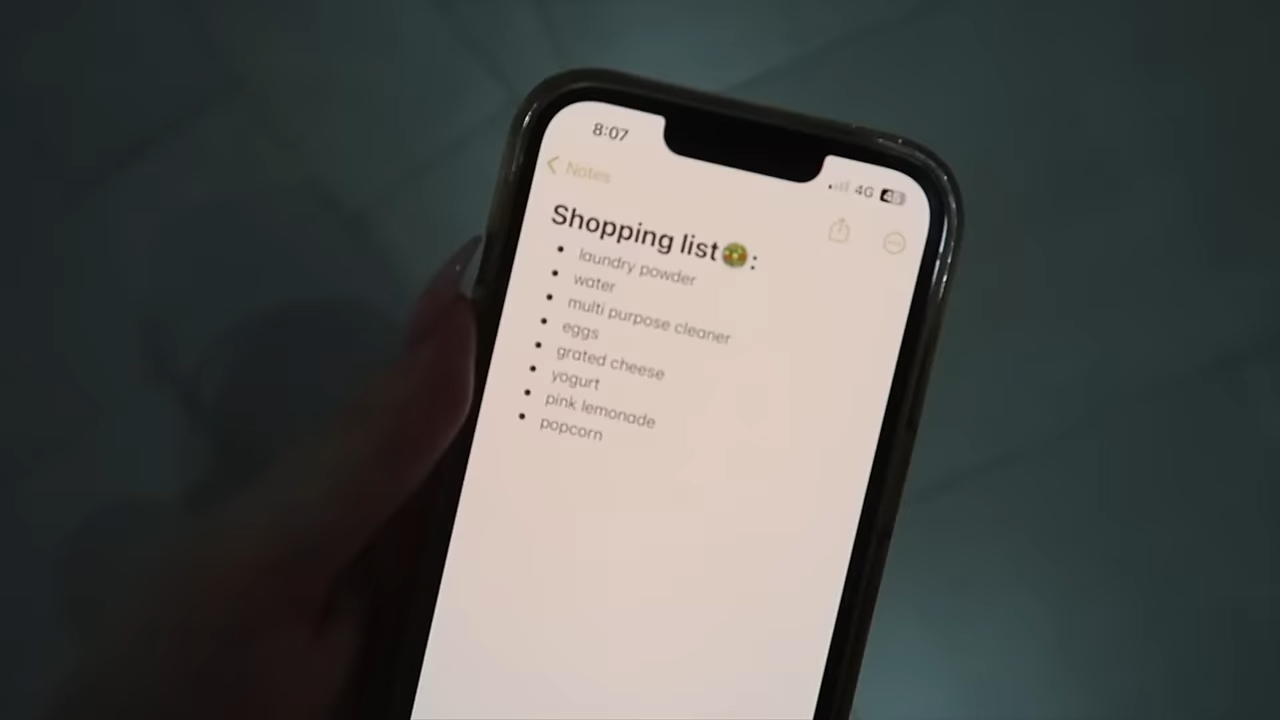 8:07
4G
Notes
Shopping list🥗:
• laundry powder
• water
• multi purpose cleaner
• eggs
• grated cheese
• yogurt
• pink lemonade
• popcorn